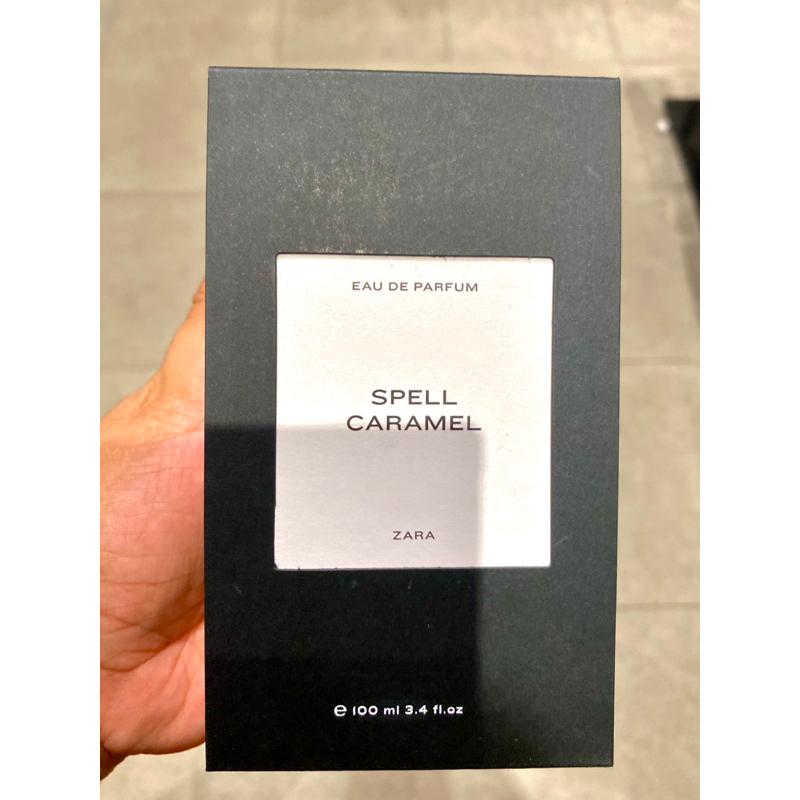 EAU DE PARFUM
SPELL
CARAMEL
ZARA
℮ 100 ml 3.4 fl.oz